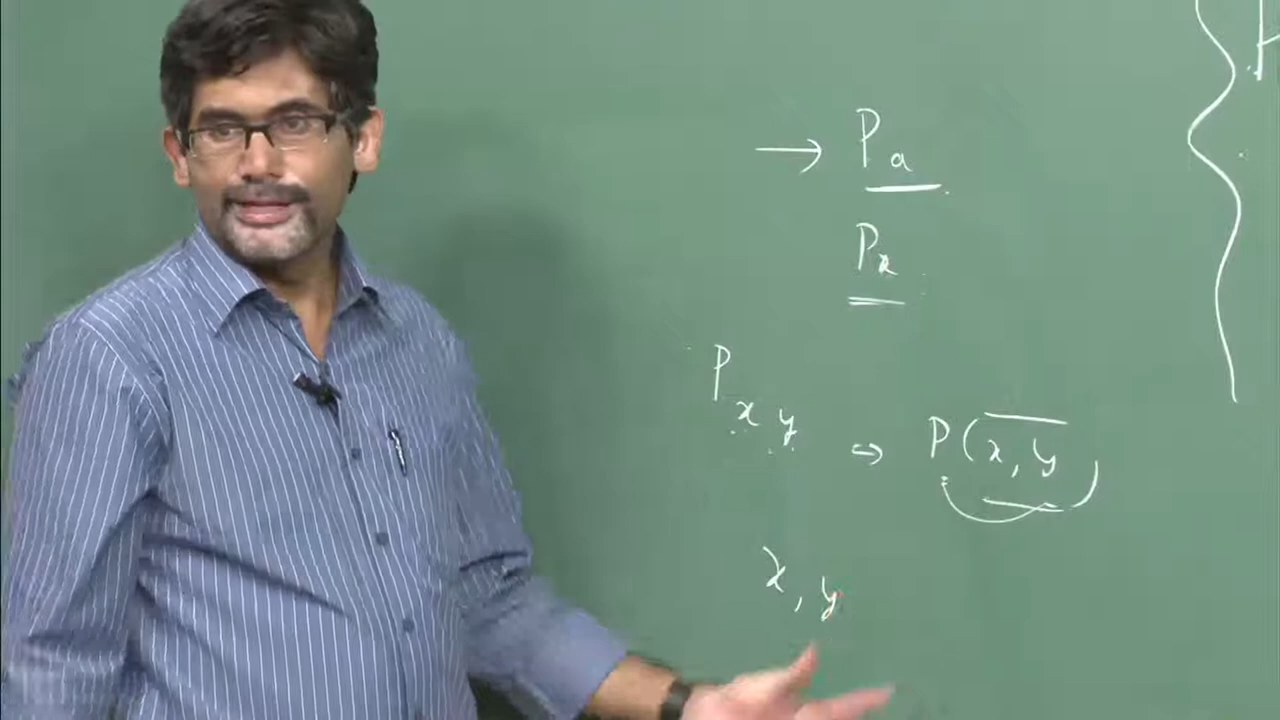 → Pa
Px
Pxy ↔ P(x, y)
x, y